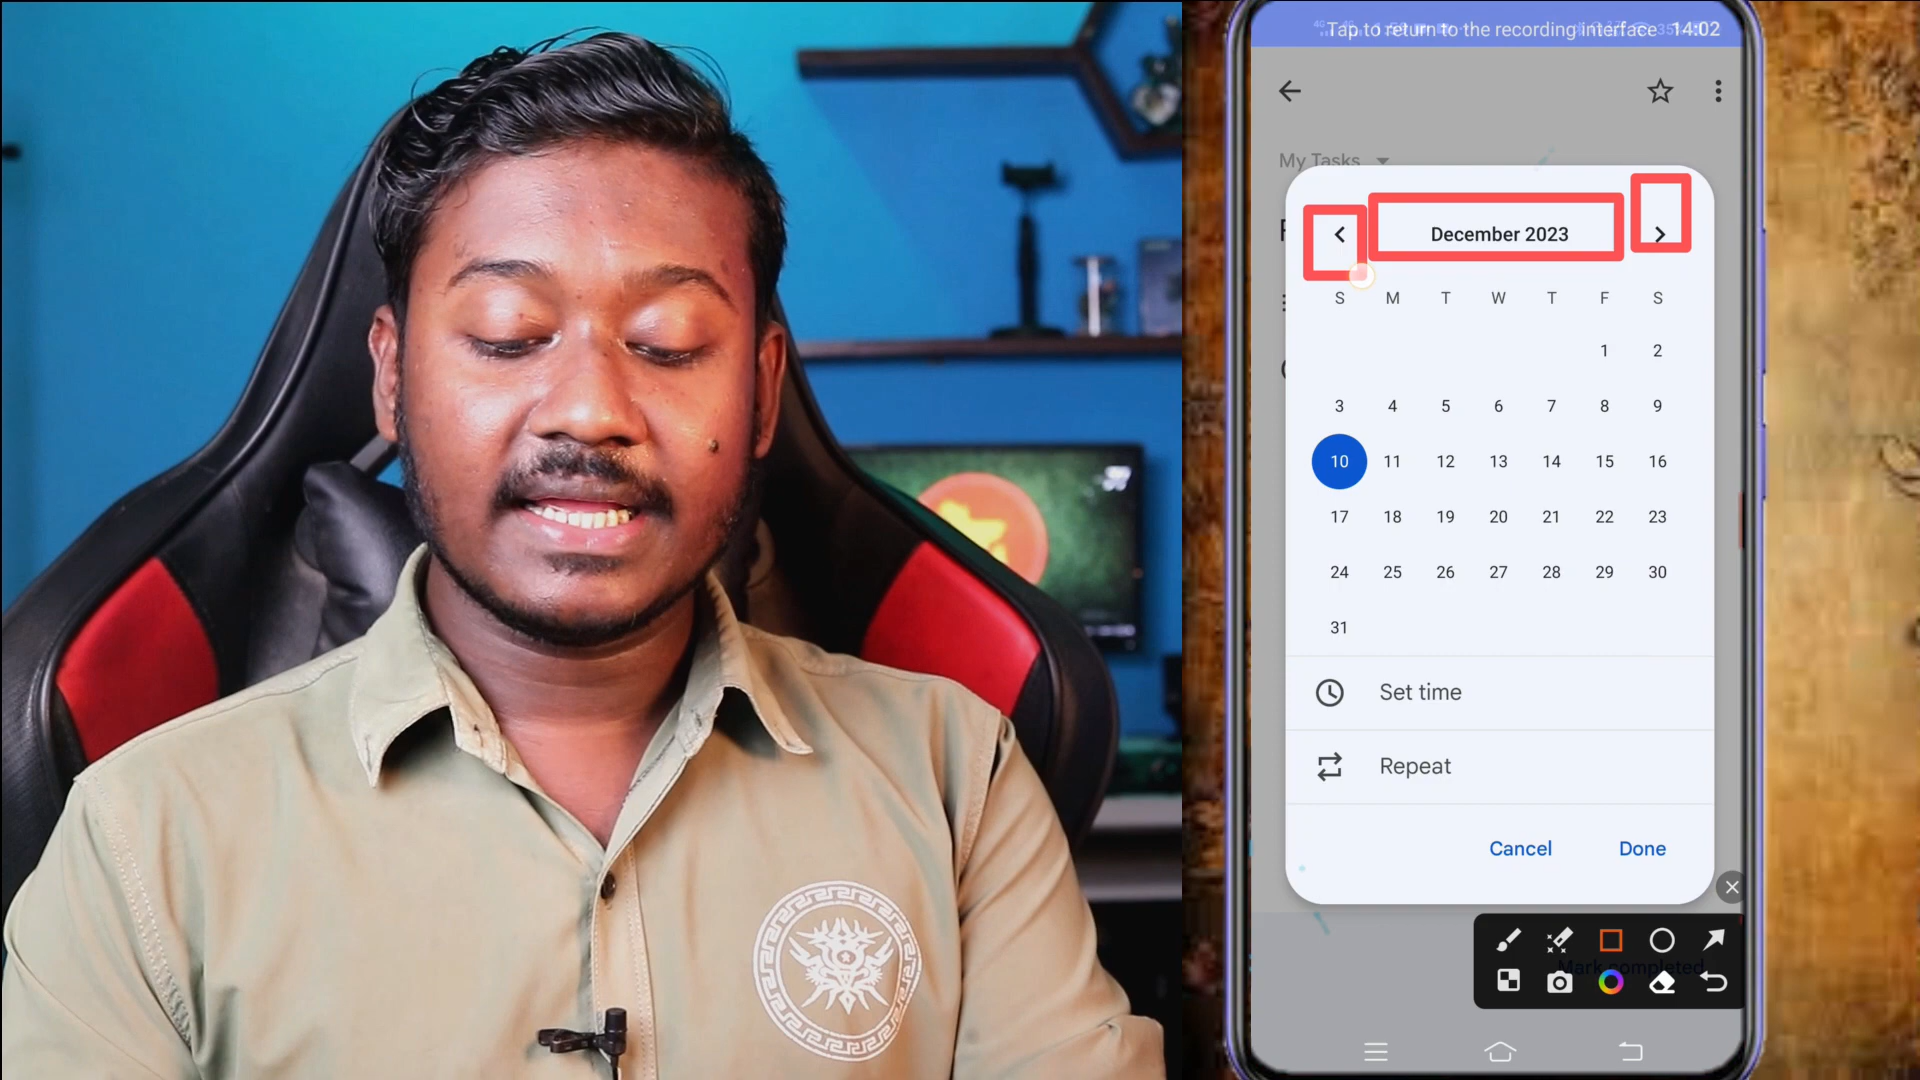 Tap to return to the recording interface 14:02
My Tasks
December 2023
S M T W T F S
1 2
3 4 5 6 7 8 9
10 11 12 13 14 15 16
17 18 19 20 21 22 23
24 25 26 27 28 29 30
31
Set time
Repeat
Cancel Done
Mark completed